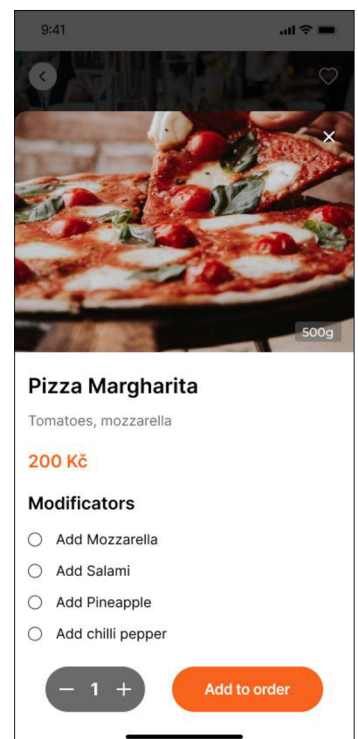 9:41
500g
Pizza Margharita
Tomatoes, mozzarella
200 Kč
Modificators
Add Mozzarella
Add Salami
Add Pineapple
Add chilli pepper
1
Add to order